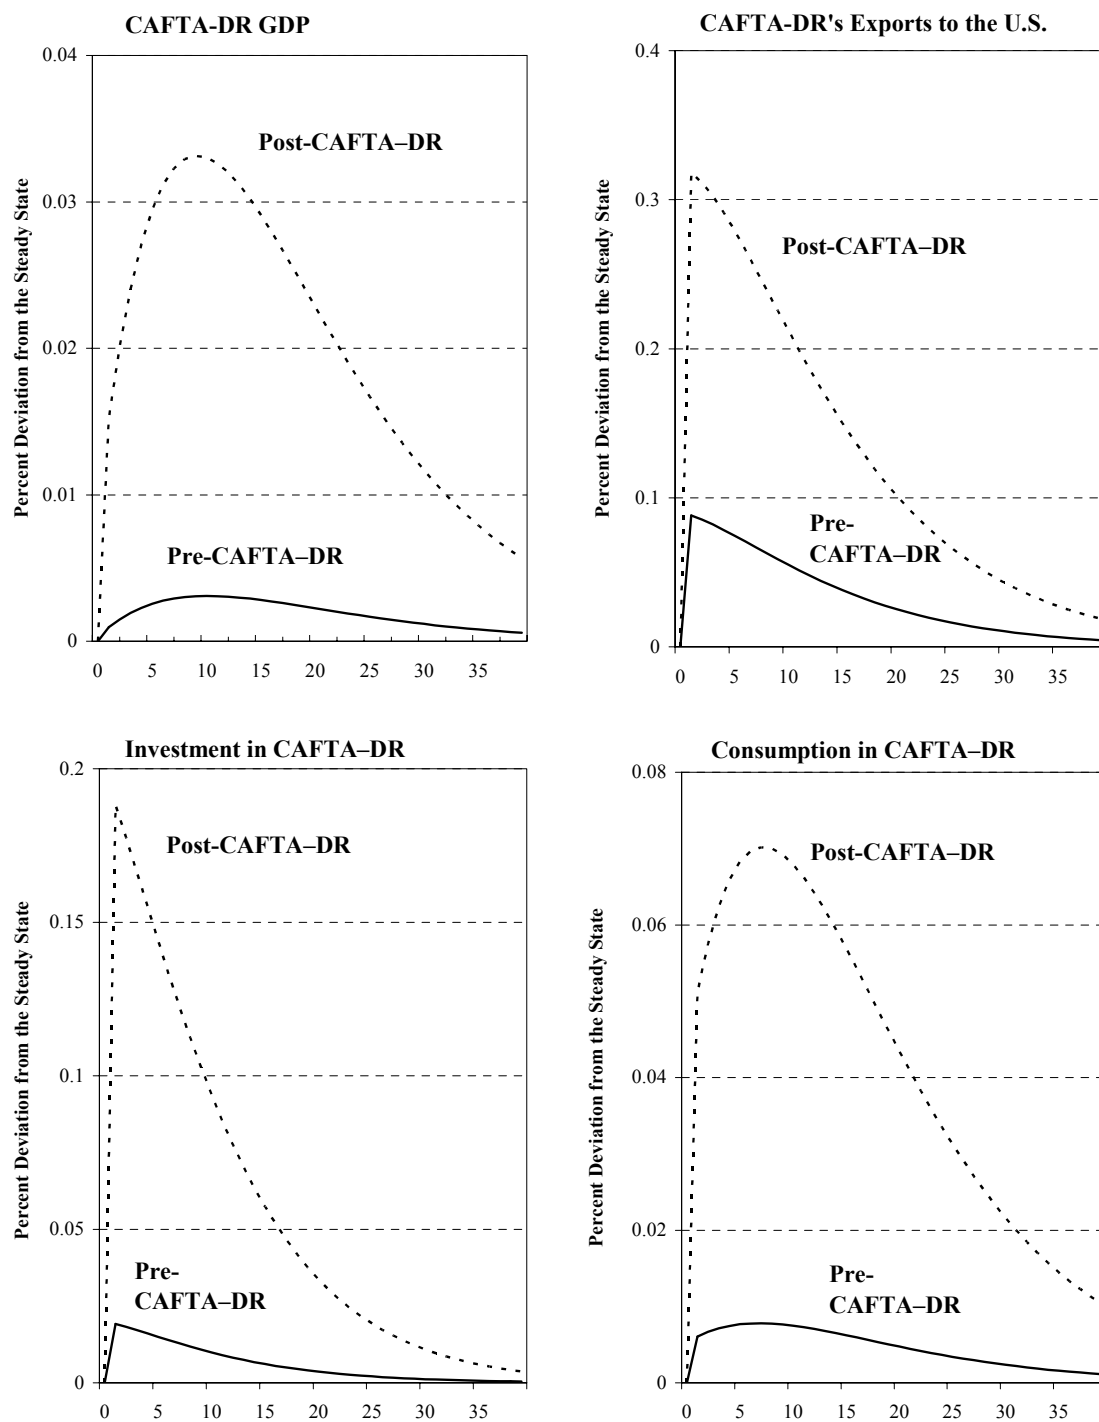 CAFTA-DR GDP
Percent Deviation from the Steady State
0.04
0.03
0.02
0.01
0
Post-CAFTA–DR
Pre-CAFTA–DR
0 5 10 15 20 25 30 35
CAFTA-DR's Exports to the U.S.
Percent Deviation from the Steady State
0.4
0.3
0.2
0.1
0
Post-CAFTA–DR
Pre-
CAFTA–DR
0 5 10 15 20 25 30 35
Investment in CAFTA–DR
Percent Deviation from the Steady State
0.2
0.15
0.1
0.05
0
Post-CAFTA–DR
Pre-
CAFTA–DR
0 5 10 15 20 25 30 35
Consumption in CAFTA–DR
Percent Deviation from the Steady State
0.08
0.06
0.04
0.02
0
Post-CAFTA–DR
Pre-
CAFTA–DR
0 5 10 15 20 25 30 35